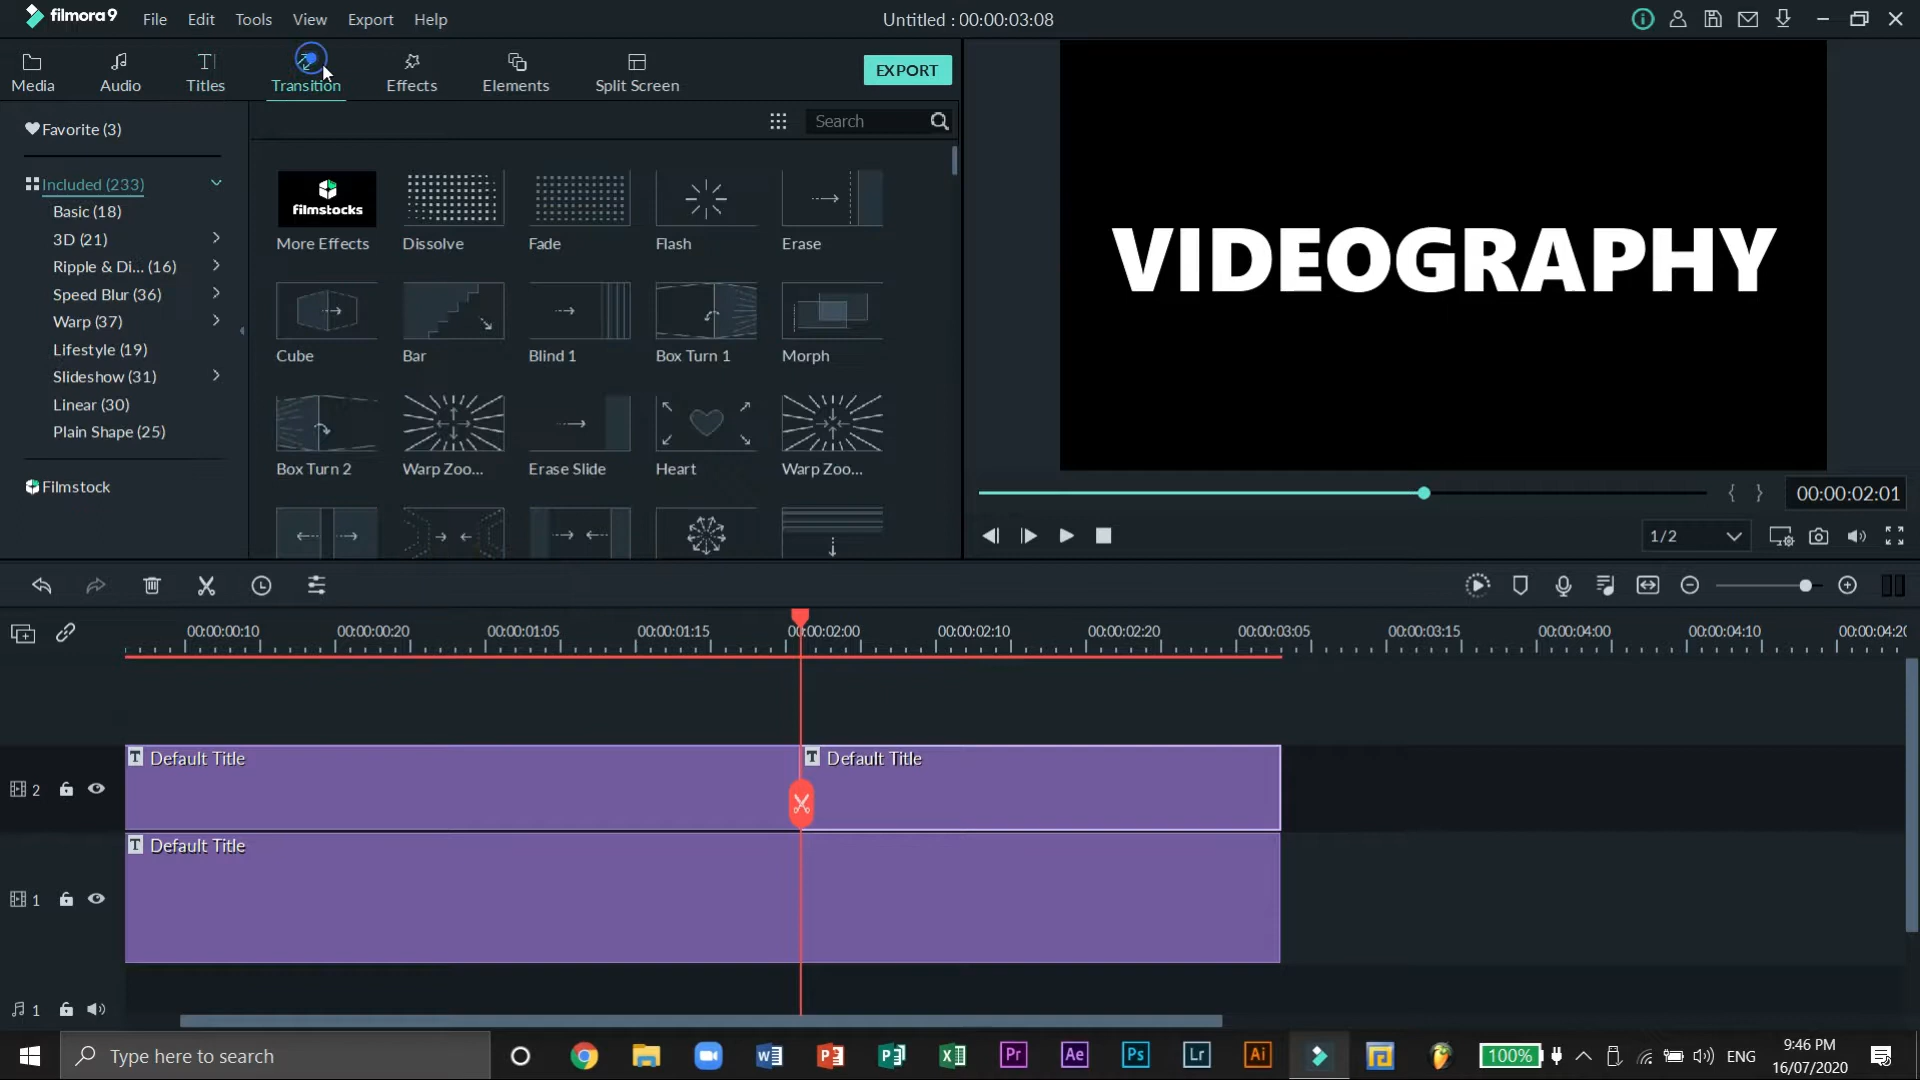 filmora9 File Edit Tools View Export Help
Untitled : 00:00:03:08
Media Audio Titles Transition Effects Elements Split Screen
EXPORT
Favorite (3)
Search
Included (233)
Basic (18)
3D (21)
Ripple & Di... (16)
Speed Blur (36)
Warp (37)
Lifestyle (19)
Slideshow (31)
Linear (30)
Plain Shape (25)
Filmstock
filmstocks
More Effects Dissolve Fade Flash Erase
Cube Bar Blind 1 Box Turn 1 Morph
Box Turn 2 Warp Zoo... Erase Slide Heart Warp Zoo...
VIDEOGRAPHY
00:00:02:01
1/2
00:00:00:10 00:00:00:20 00:00:01:05 00:00:01:15 00:00:02:00 00:00:02:10 00:00:02:20 00:00:03:05 00:00:03:15 00:00:04:00 00:00:04:10 00:00:04:20
T Default Title T Default Title
2
T Default Title
1
1
Type here to search
Pr Ae Ps Lr Ai
100%
ENG
9:46 PM
16/07/2020